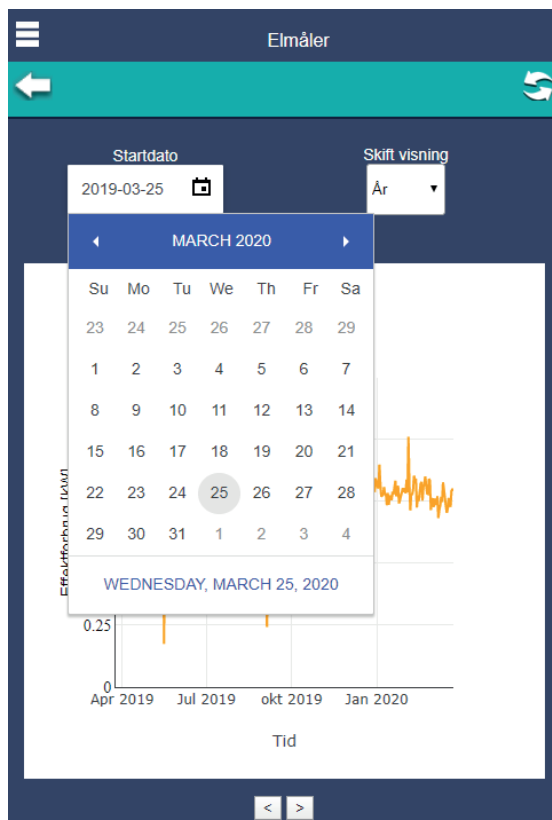 Elmåler
Startdato
Skift visning
2019-03-25
År
MARCH 2020
Su Mo Tu We Th Fr Sa
23 24 25 26 27 28 29
1 2 3 4 5 6 7
8 9 10 11 12 13 14
15 16 17 18 19 20 21
22 23 24 25 26 27 28
29 30 31 1 2 3 4
WEDNESDAY, MARCH 25, 2020
Effektforbrug [kW]
0.25
0
Apr 2019 Jul 2019 okt 2019 Jan 2020
Tid
< >